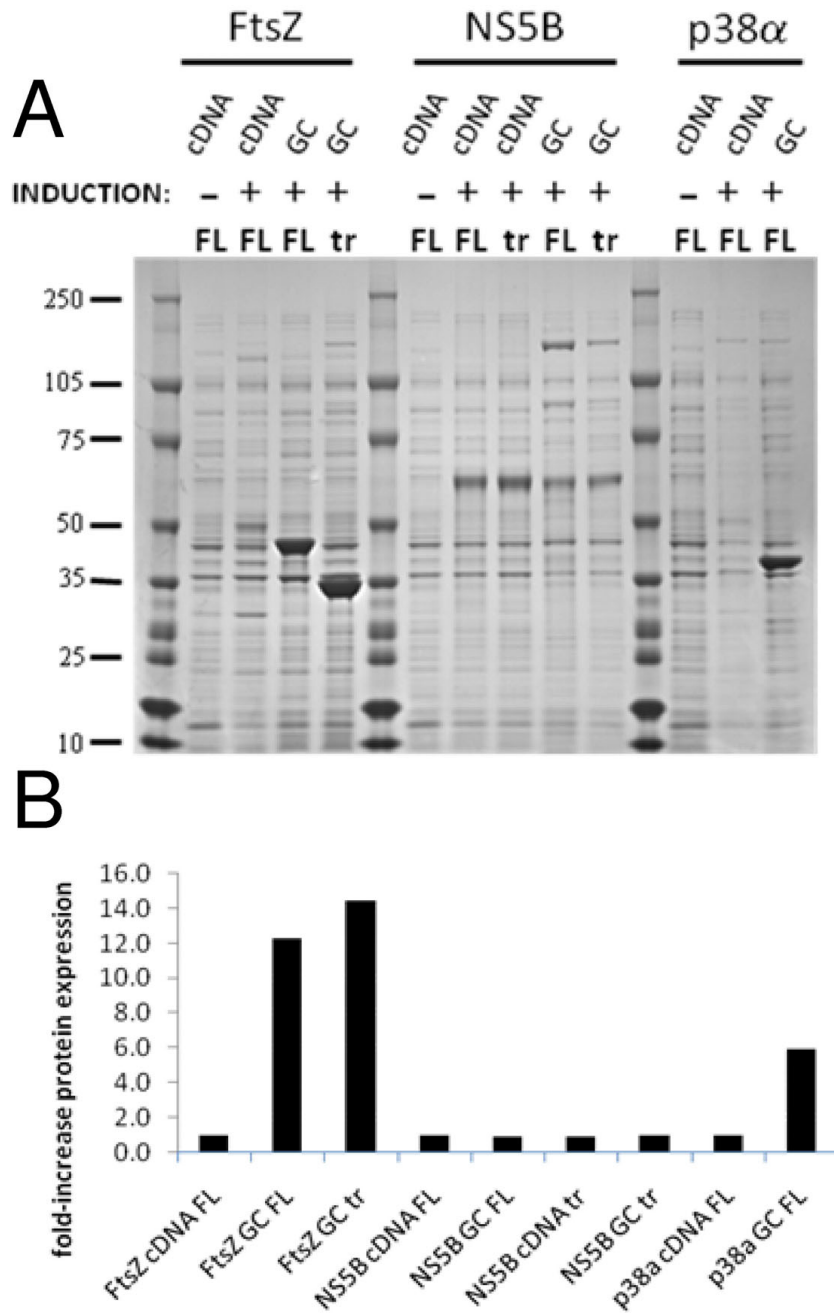 FtsZ NS5B p38α
A
cDNA cDNA GC GC cDNA cDNA cDNA GC GC cDNA cDNA GC
INDUCTION: – + + + – + + + + – + +
FL FL FL tr FL FL tr FL tr FL FL FL
250
105
75
50
35
25
10
B
fold-increase protein expression
16.0
14.0
12.0
10.0
8.0
6.0
4.0
2.0
0.0
FtsZ cDNA FL
FtsZ GC FL
FtsZ GC tr
NS5B cDNA FL
NS5B GC FL
NS5B cDNA tr
NS5B GC tr
p38a cDNA FL
p38a GC FL